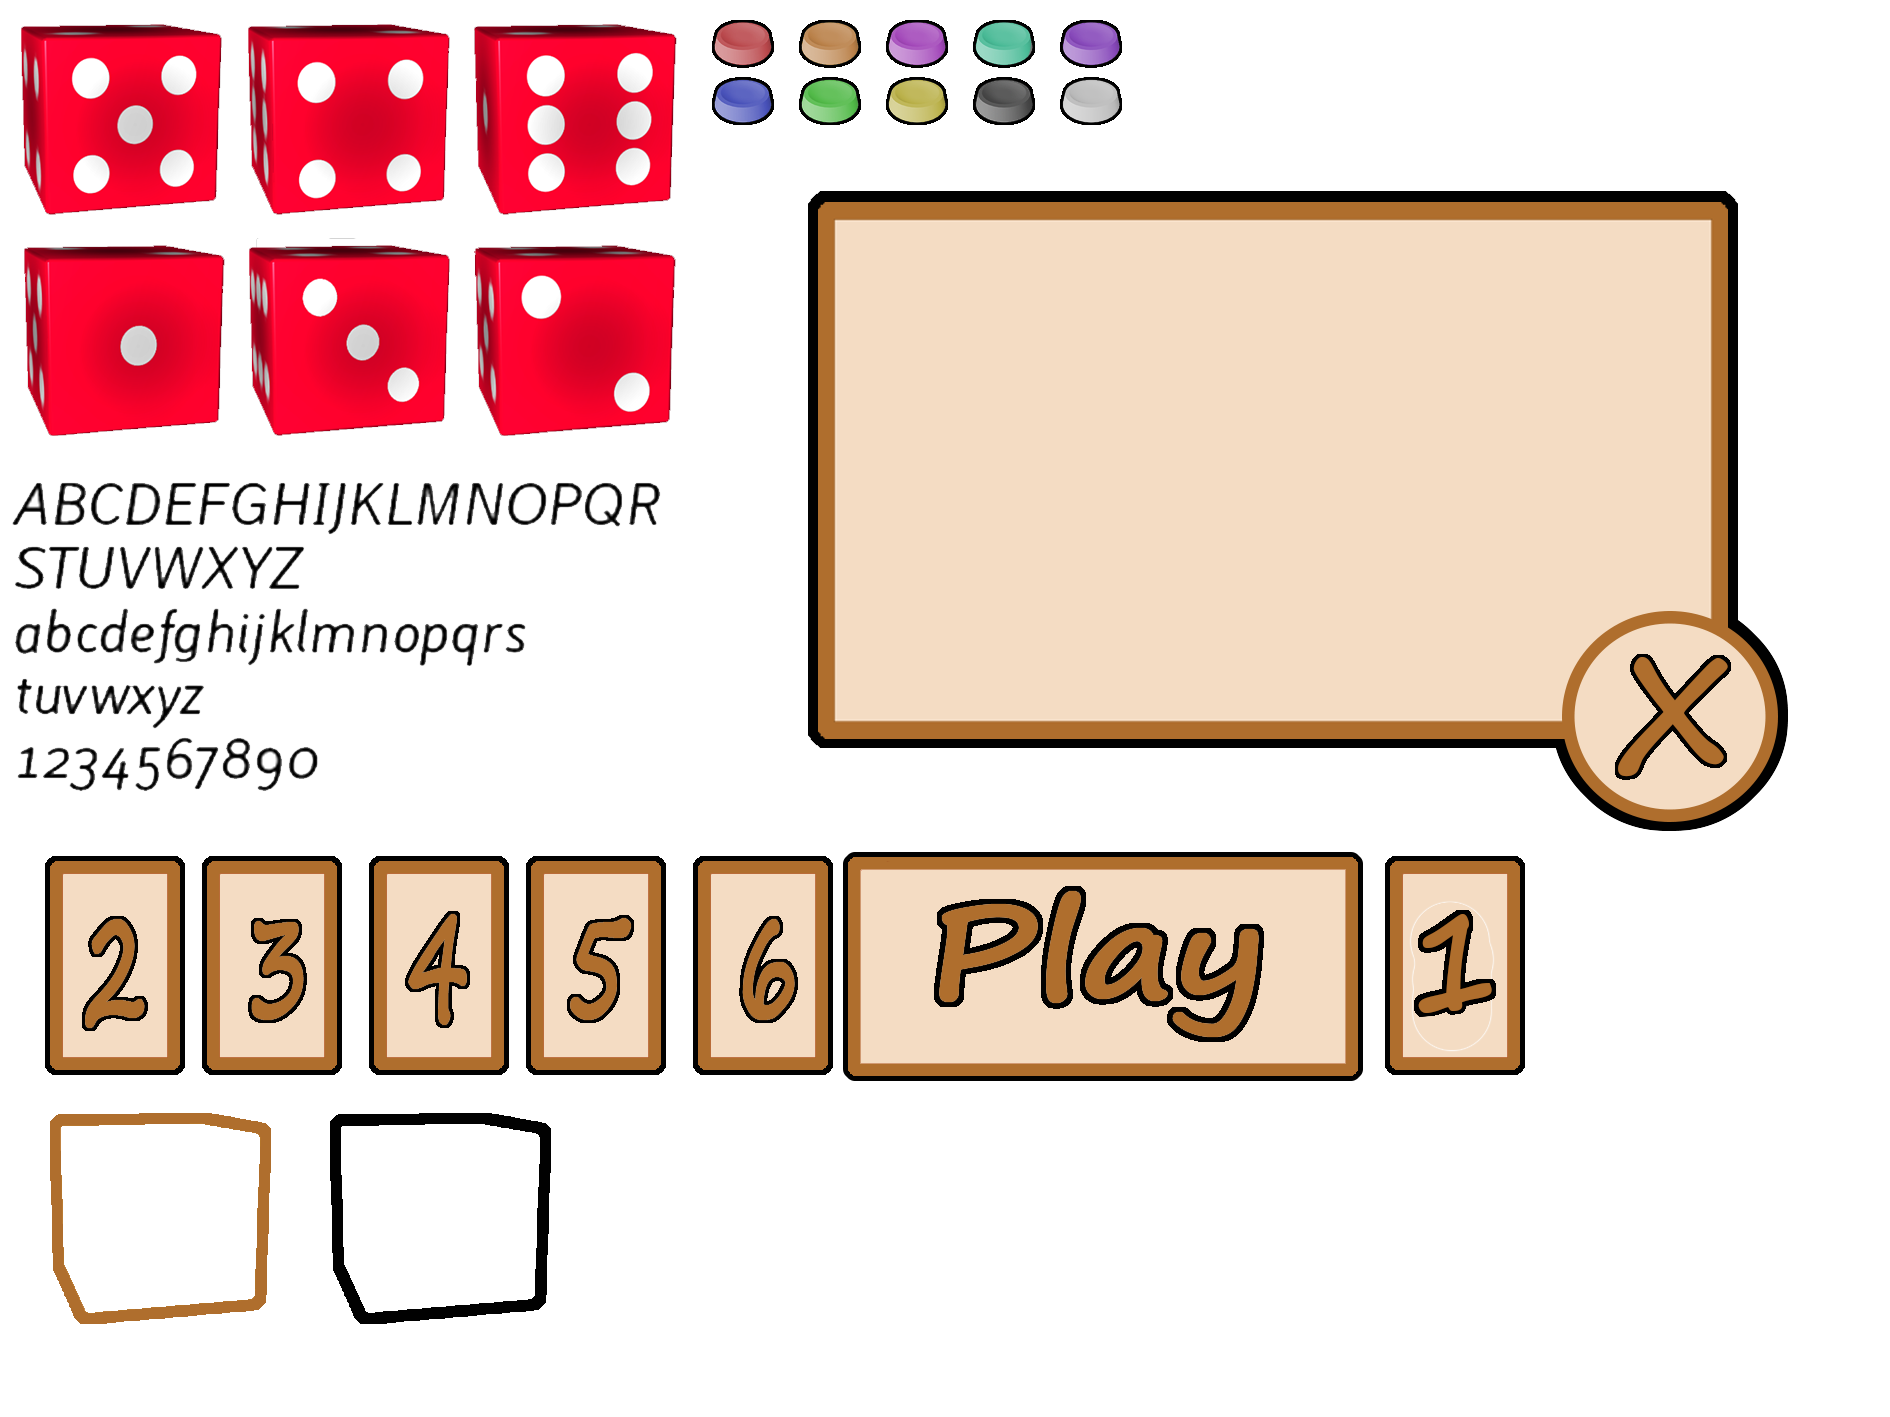 ABCDEFGHIJKLMNOPQR
STUVWXYZ
abcdefghijklmnopqrs
tuvwxyz
1234567890
X
2 3 4 5 6 Play 1